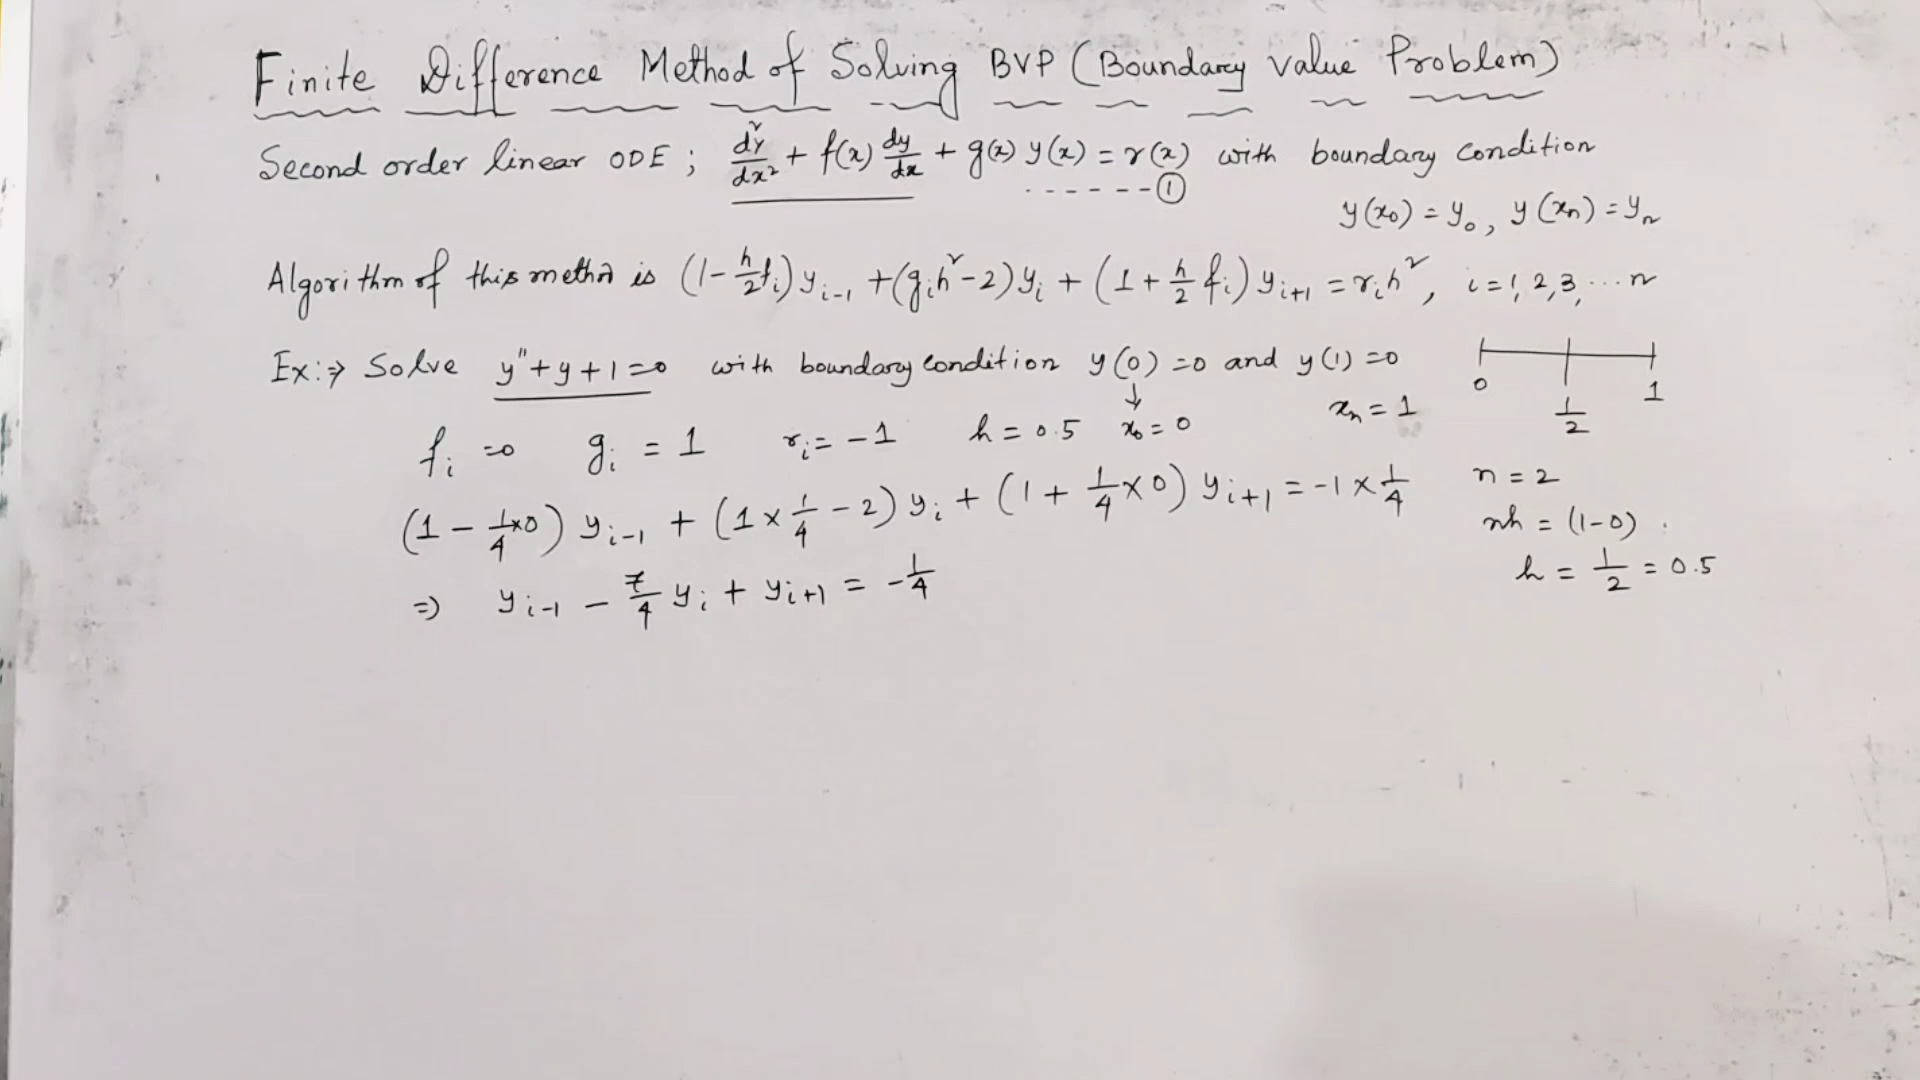 Finite Difference Method of Solving BVP (Boundary Value Problem)
Second order linear ODE ; d²y/dx² + f(x) dy/dx + g(x) y(x) = r(x) with boundary condition
------①
y(x₀) = y₀, y(xₙ) = yₙ
Algorithm of this method is (1 - h/2 fᵢ) yᵢ₋₁ + (gᵢh² - 2) yᵢ + (1 + h/2 fᵢ) yᵢ₊₁ = rᵢh², i = 1, 2, 3, ... n
Ex:⇒ Solve y'' + y + 1 = 0 with boundary condition y(0) = 0 and y(1) = 0
0 1/2 1
fᵢ = 0 gᵢ = 1 rᵢ = -1 h = 0.5 x₀ = 0 xₙ = 1
(1 - 1/4×0) yᵢ₋₁ + (1 × 1/4 - 2) yᵢ + (1 + 1/4×0) yᵢ₊₁ = -1 × 1/4
⇒ yᵢ₋₁ - 7/4 yᵢ + yᵢ₊₁ = -1/4
n = 2
nh = (1-0)
h = 1/2 = 0.5